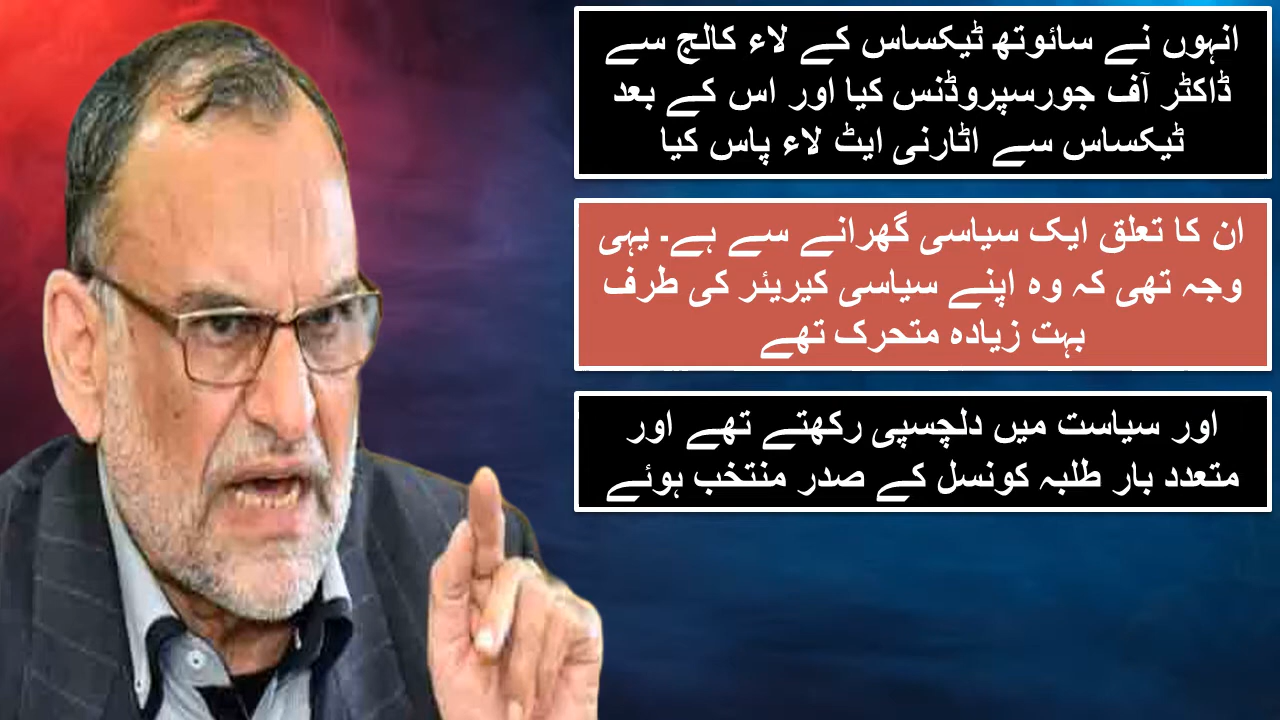 انہوں نے سائوتھ ٹیکساس کے لاء کالج سے
ڈاکٹر آف جورسپروڈنس کیا اور اس کے بعد
ٹیکساس سے اٹارنی ایٹ لاء پاس کیا
ان کا تعلق ایک سیاسی گھرانے سے ہے۔ یہی
وجہ تھی کہ وہ اپنے سیاسی کیریئر کی طرف
بہت زیادہ متحرک تھے
اور سیاست میں دلچسپی رکھتے تھے اور
متعدد بار طلبہ کونسل کے صدر منتخب ہوئے